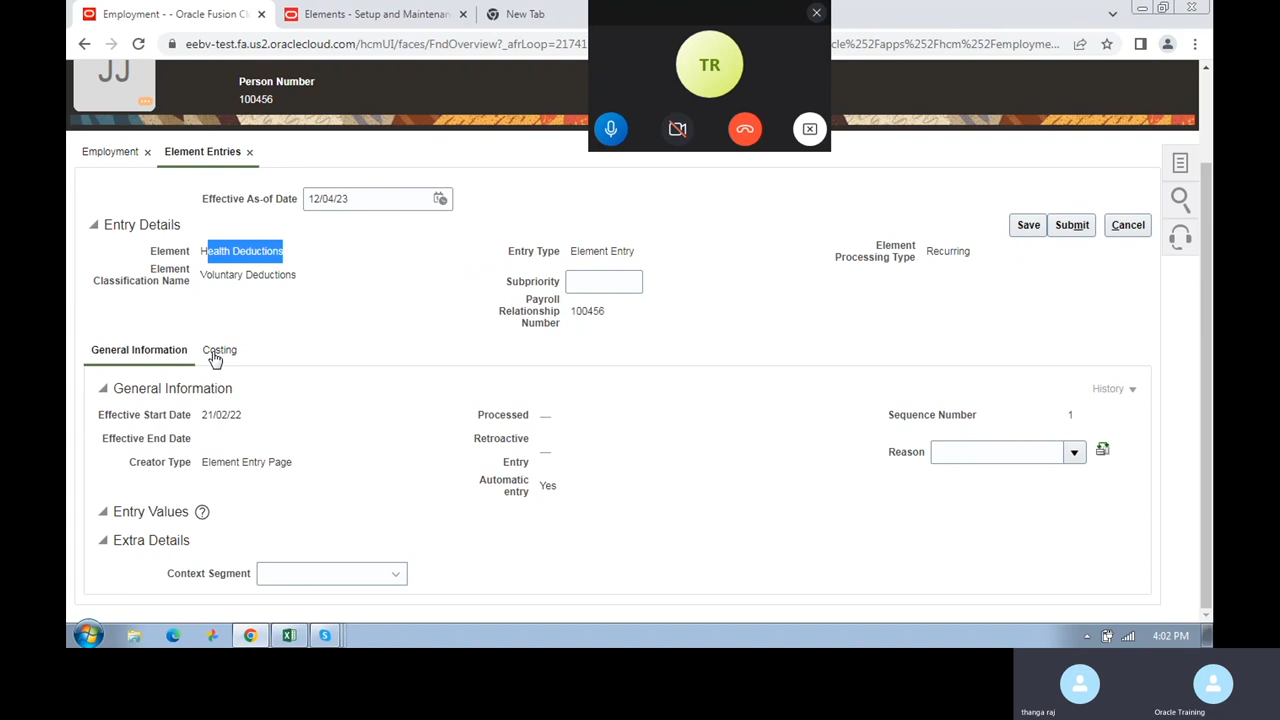 Employment - - Oracle Fusion Cl
Elements - Setup and Maintenan
New Tab
eebv-test.fa.us2.oraclecloud.com/hcmUI/faces/FndOverview?_afrLoop=21741
cle%252Fapps%252Fhcm%252Femployme...
TR
JJ
Person Number
100456
Employment
Element Entries
Effective As-of Date 12/04/23
Entry Details
Save Submit Cancel
Element Health Deductions
Entry Type Element Entry
Element Processing Type Recurring
Element Classification Name Voluntary Deductions
Subpriority
Payroll Relationship Number 100456
General Information Costing
General Information
History
Effective Start Date 21/02/22
Processed —
Sequence Number 1
Effective End Date
Retroactive Entry —
Reason
Creator Type Element Entry Page
Automatic entry Yes
Entry Values ?
Extra Details
Context Segment
4:02 PM
thanga raj
Oracle Training